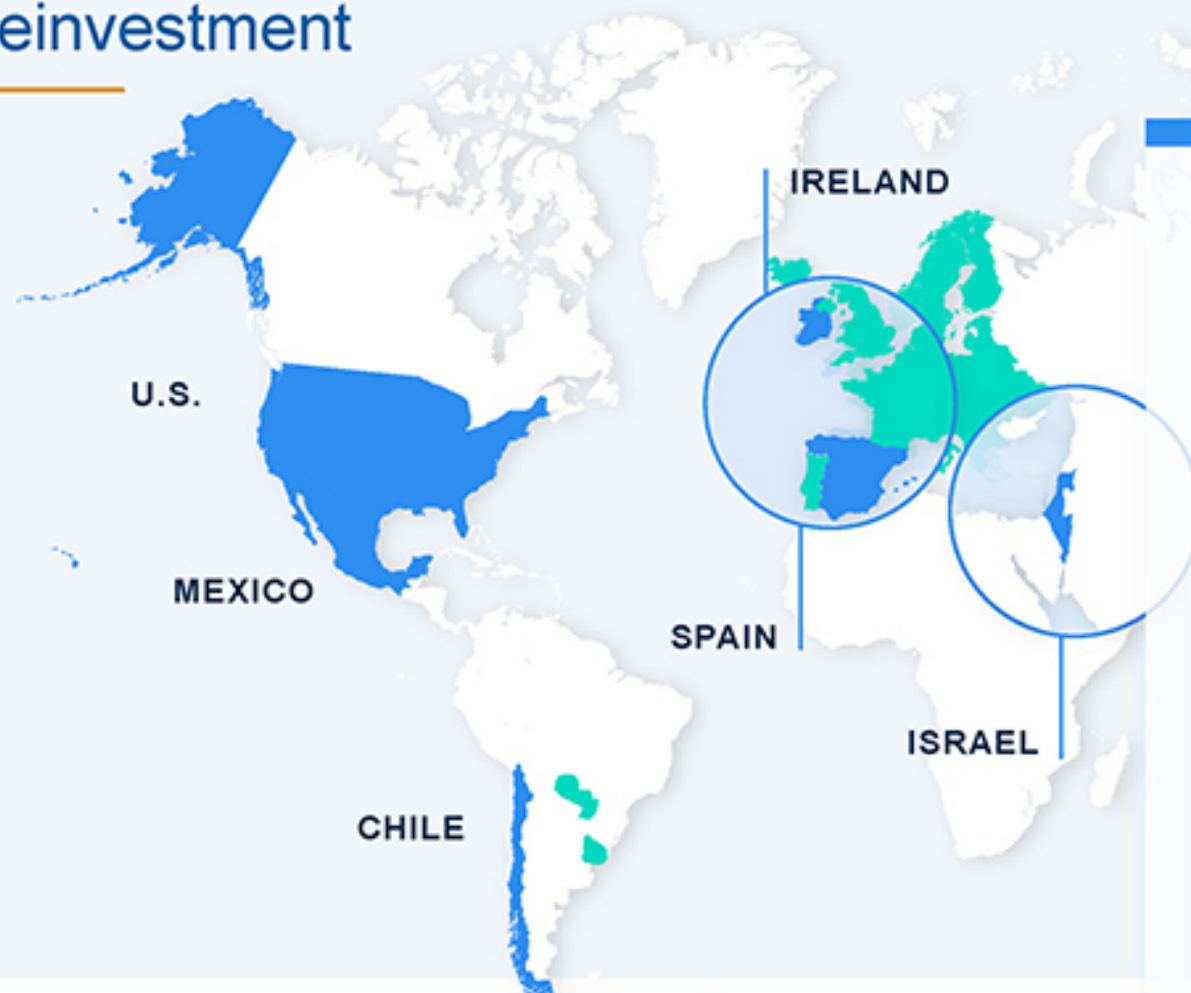 einvestment
IRELAND
U.S.
MEXICO
SPAIN
ISRAEL
CHILE